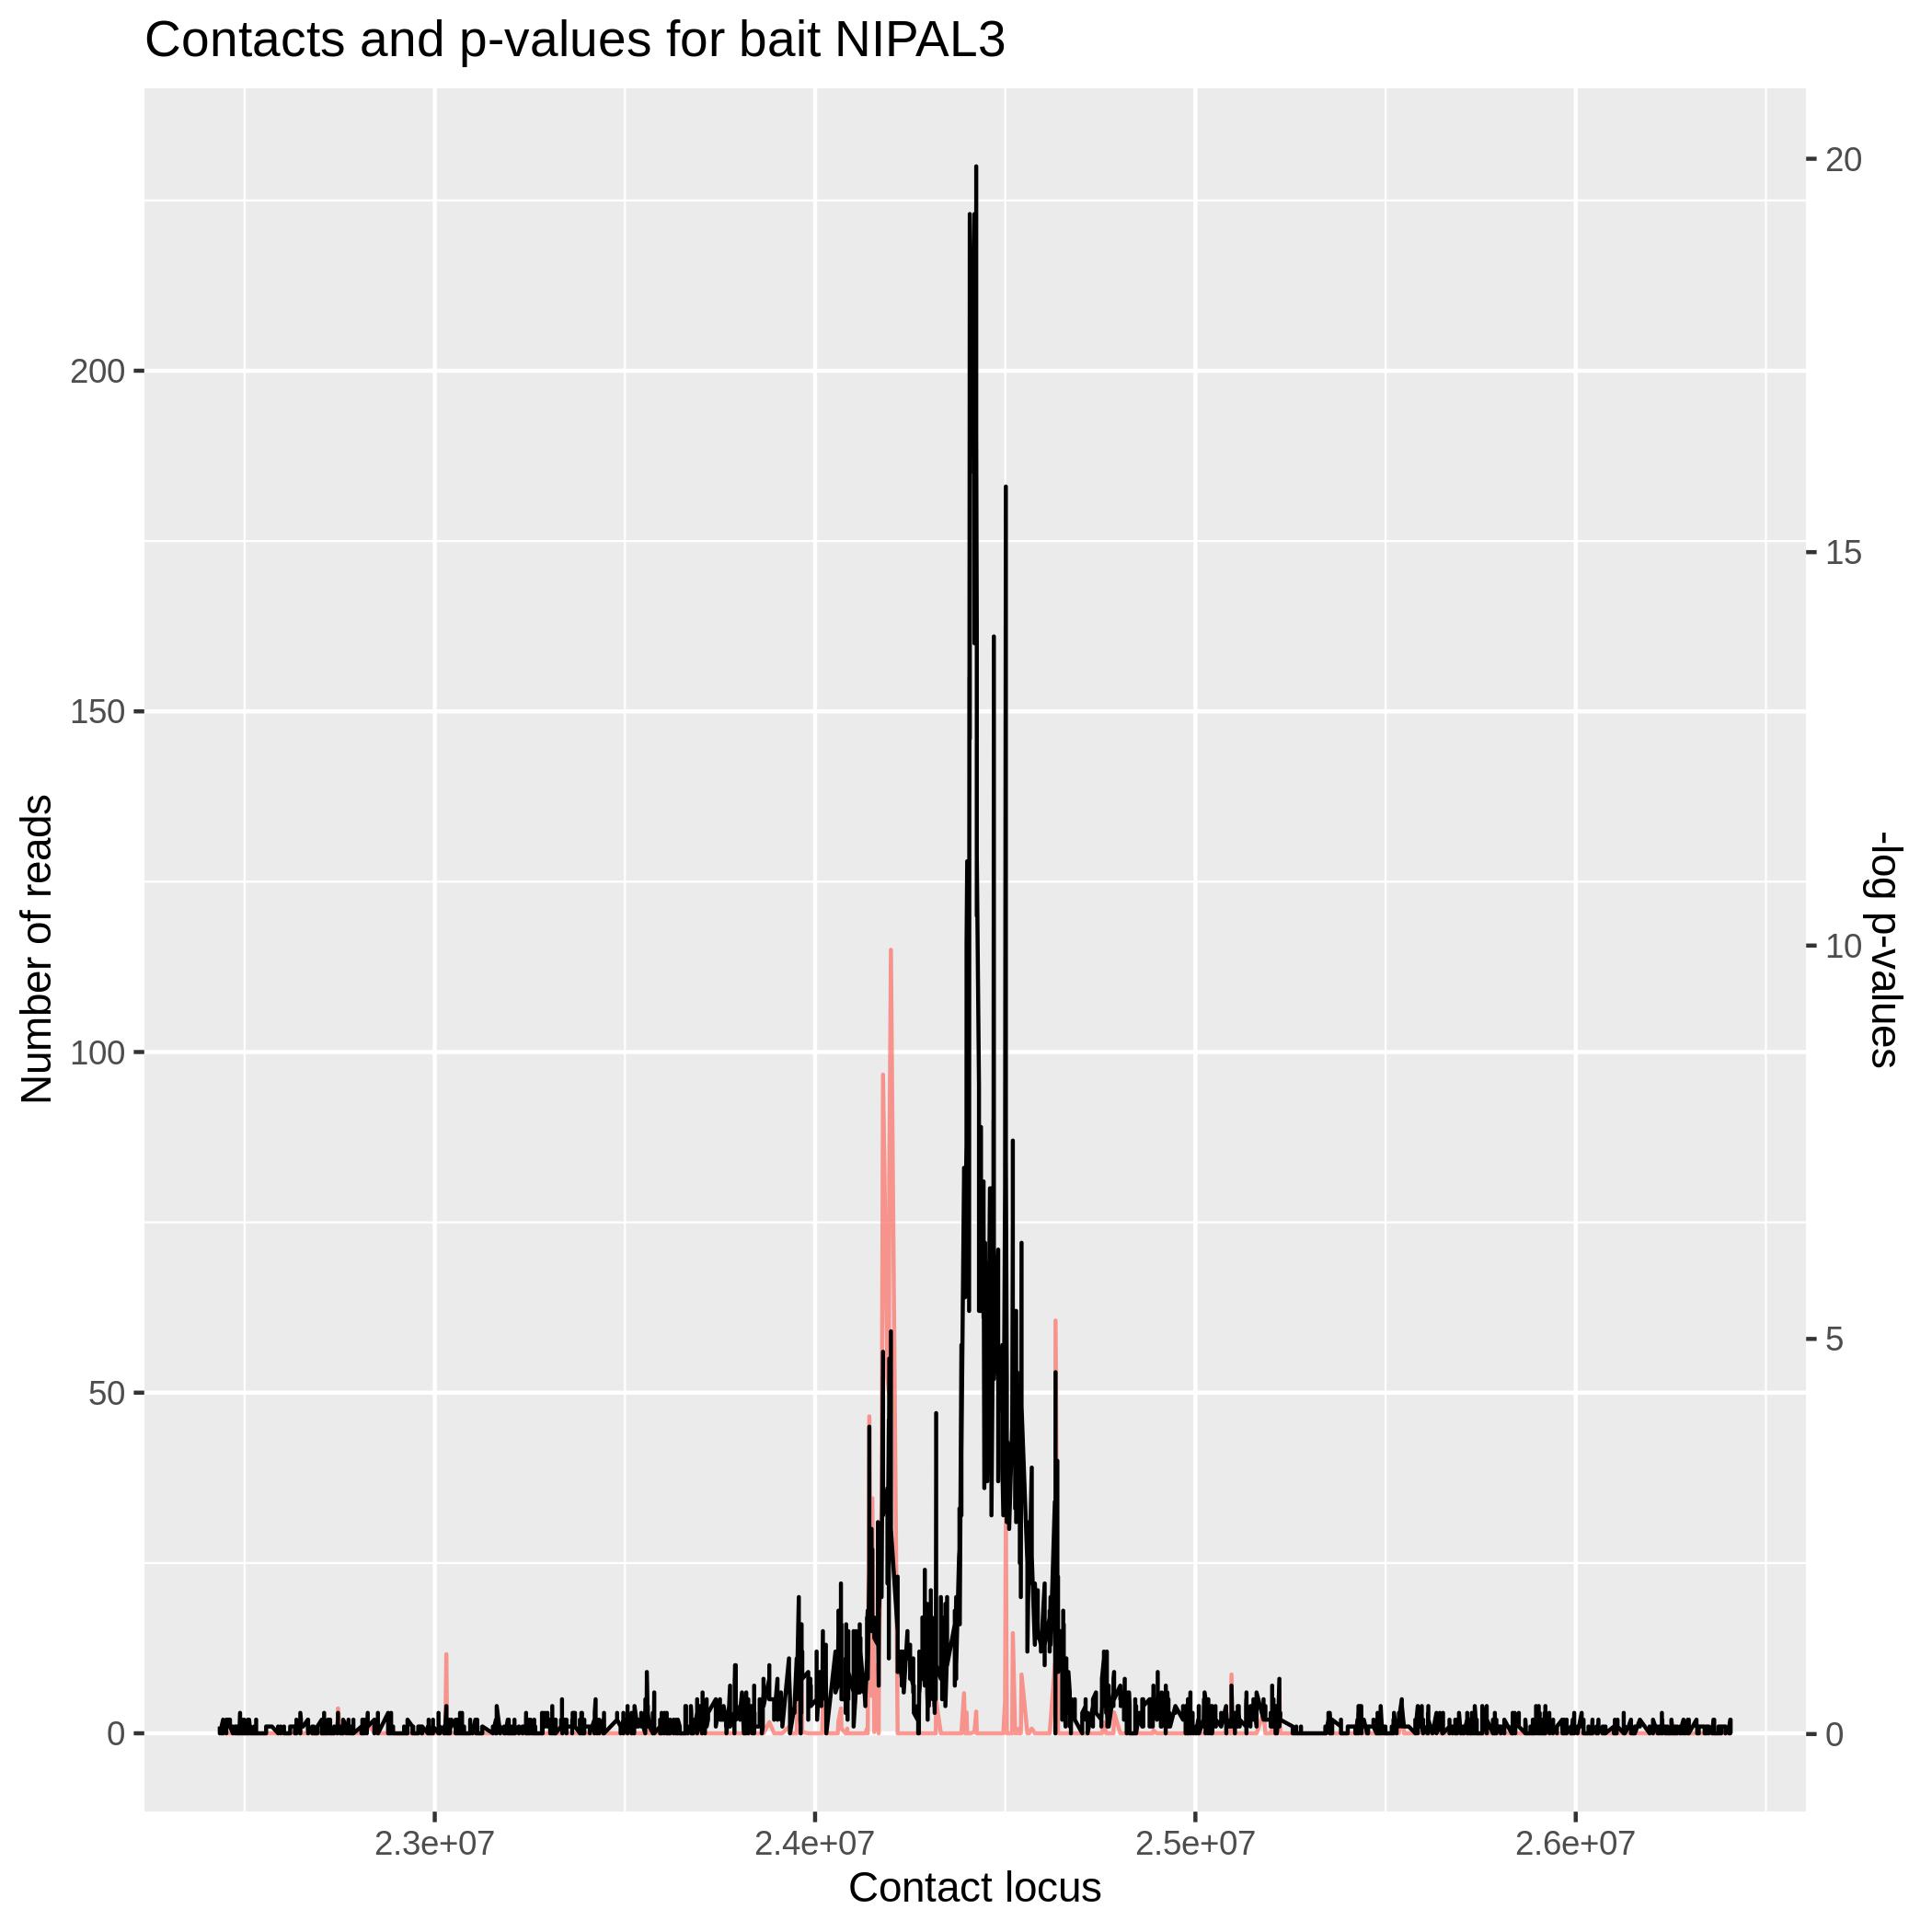 Contacts and p-values for bait NIPAL3
Number of reads
200
150
100
50
0
20
15
10
5
0
-log p-values
2.3e+07
2.4e+07
2.5e+07
2.6e+07
Contact locus